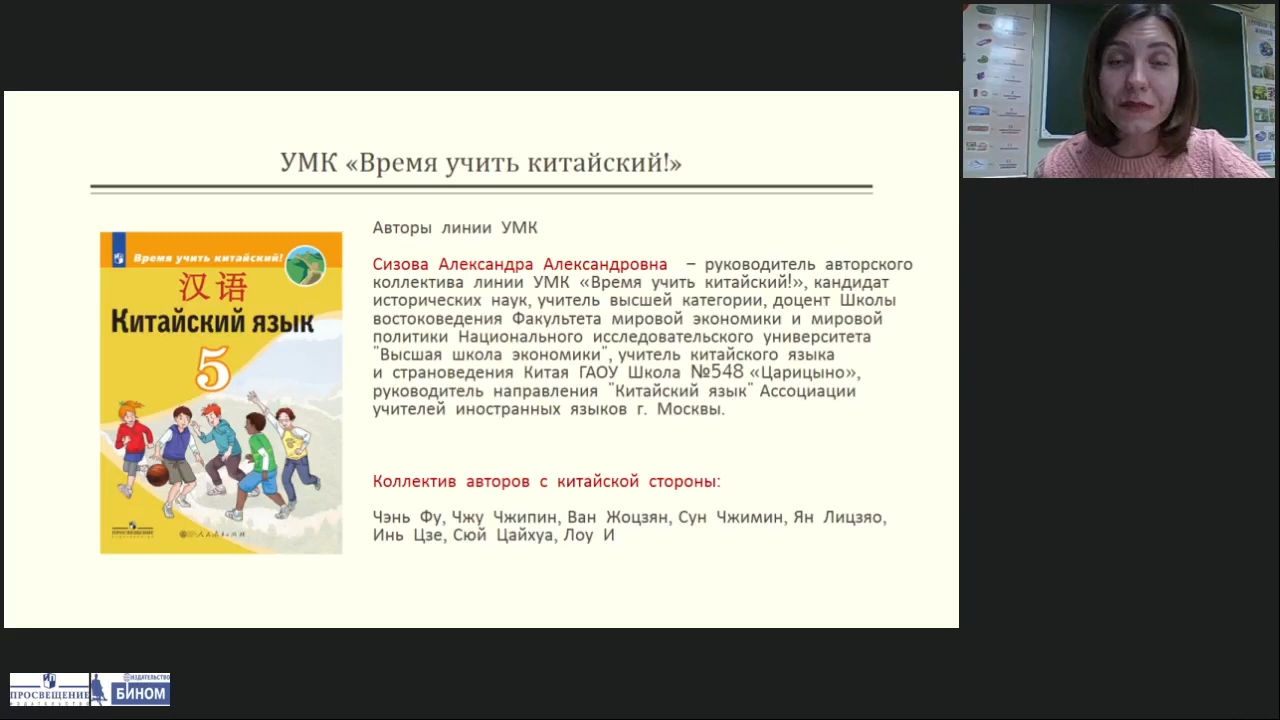 УМК «Время учить китайский!»
Авторы линии УМК
Сизова Александра Александровна – руководитель авторского
коллектива линии УМК «Время учить китайский!», кандидат
исторических наук, учитель высшей категории, доцент Школы
востоковедения Факультета мировой экономики и мировой
политики Национального исследовательского университета
"Высшая школа экономики", учитель китайского языка
и страноведения Китая ГАОУ Школа №548 «Царицыно»,
руководитель направления "Китайский язык" Ассоциации
учителей иностранных языков г. Москвы.
Коллектив авторов с китайской стороны:
Чэнь Фу, Чжу Чжипин, Ван Жоцзян, Сун Чжимин, Ян Лицзяо,
Инь Цзе, Сюй Цайхуа, Лоу И
Время учить китайский!
汉语
Китайский язык
5
ПРОСВЕЩЕНИЕ
ПРОСВЕЩЕНИЕ
ИЗДАТЕЛЬСТВО
ИЗДАТЕЛЬСТВО
БИНОМ